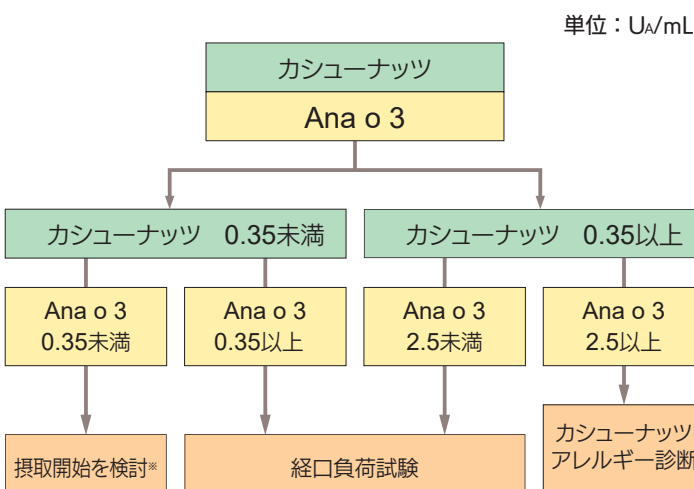 単位：UA/mL
カシューナッツ
Ana o 3
カシューナッツ 0.35未満
カシューナッツ 0.35以上
Ana o 3
0.35未満
Ana o 3
0.35以上
Ana o 3
2.5未満
Ana o 3
2.5以上
摂取開始を検討※
経口負荷試験
カシューナッツ
アレルギー診断